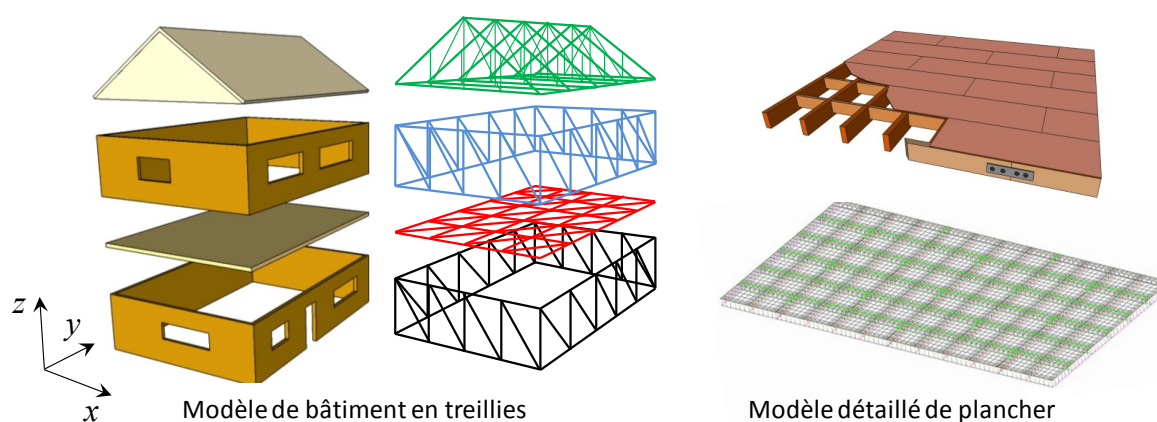 z
y
x
Modèle de bâtiment en treillies
Modèle détaillé de plancher